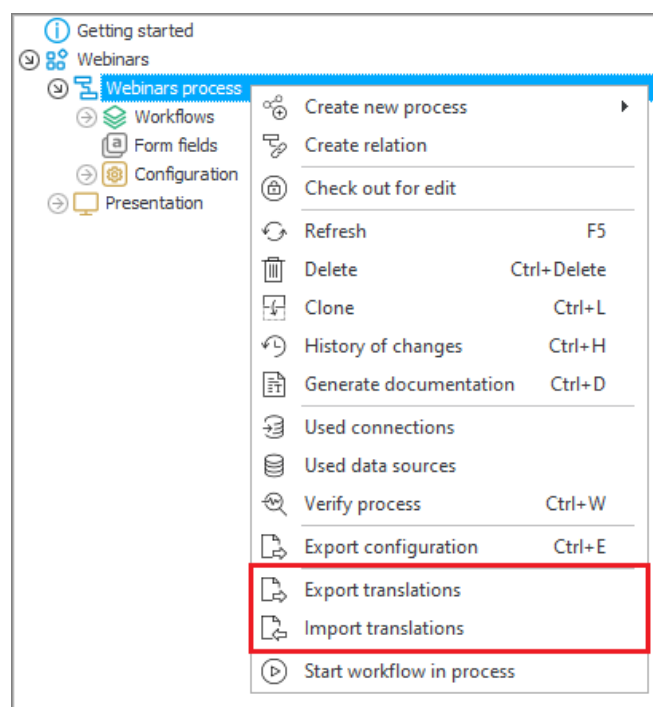 Getting started
Webinars
Webinars process
Workflows
Form fields
Configuration
Presentation
Create new process
Create relation
Check out for edit
Refresh F5
Delete Ctrl+Delete
Clone Ctrl+L
History of changes Ctrl+H
Generate documentation Ctrl+D
Used connections
Used data sources
Verify process Ctrl+W
Export configuration Ctrl+E
Export translations
Import translations
Start workflow in process